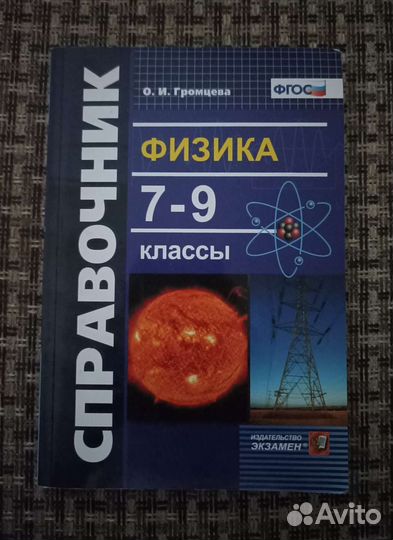 О. И. Громцева
ФГОС
СПРАВОЧНИК
ФИЗИКА
7-9
классы
ИЗДАТЕЛЬСТВО
ЭКЗАМЕН
Avito